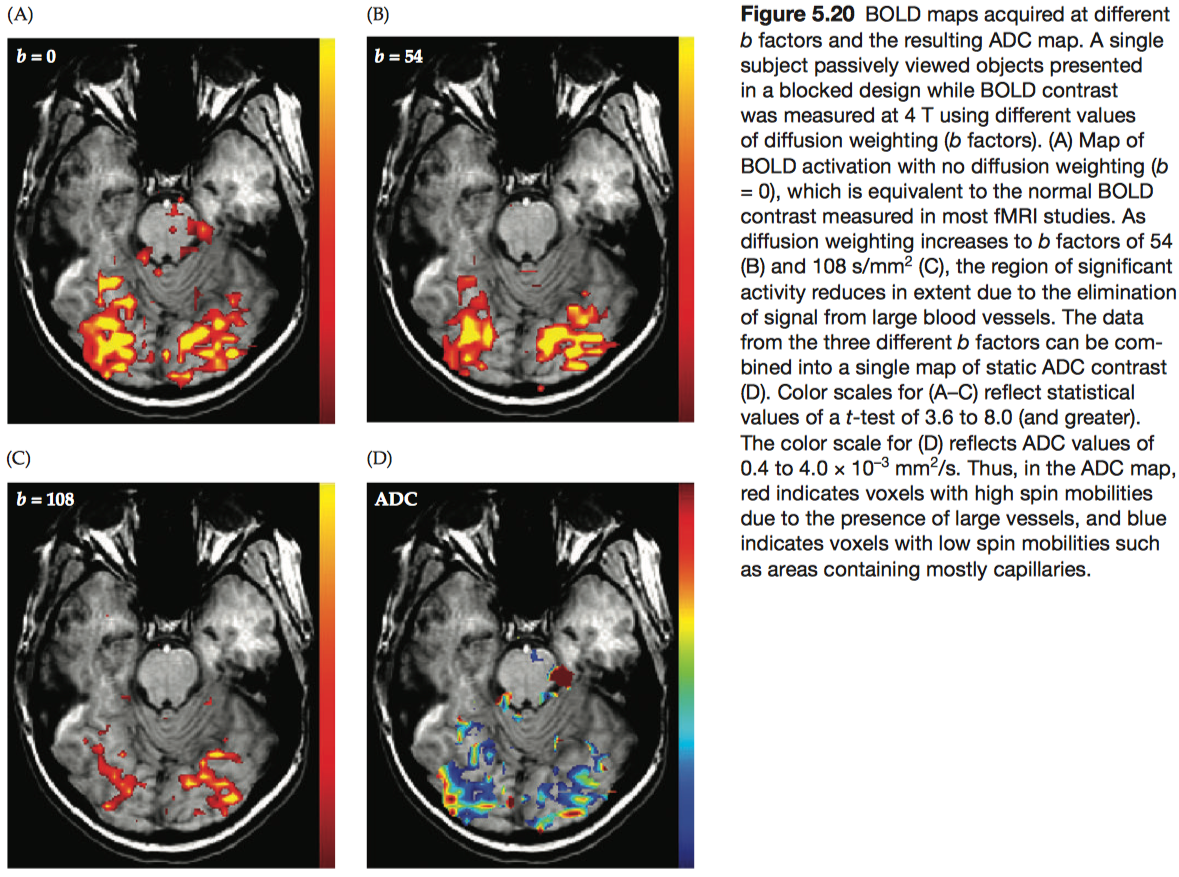 (A)
b = 0
(B)
b = 54
(C)
b = 108
(D)
ADC
Figure 5.20 BOLD maps acquired at different
b factors and the resulting ADC map. A single
subject passively viewed objects presented
in a blocked design while BOLD contrast
was measured at 4 T using different values
of diffusion weighting (b factors). (A) Map of
BOLD activation with no diffusion weighting (b
= 0), which is equivalent to the normal BOLD
contrast measured in most fMRI studies. As
diffusion weighting increases to b factors of 54
(B) and 108 s/mm² (C), the region of significant
activity reduces in extent due to the elimination
of signal from large blood vessels. The data
from the three different b factors can be com-
bined into a single map of static ADC contrast
(D). Color scales for (A–C) reflect statistical
values of a t-test of 3.6 to 8.0 (and greater).
The color scale for (D) reflects ADC values of
0.4 to 4.0 × 10⁻³ mm²/s. Thus, in the ADC map,
red indicates voxels with high spin mobilities
due to the presence of large vessels, and blue
indicates voxels with low spin mobilities such
as areas containing mostly capillaries.